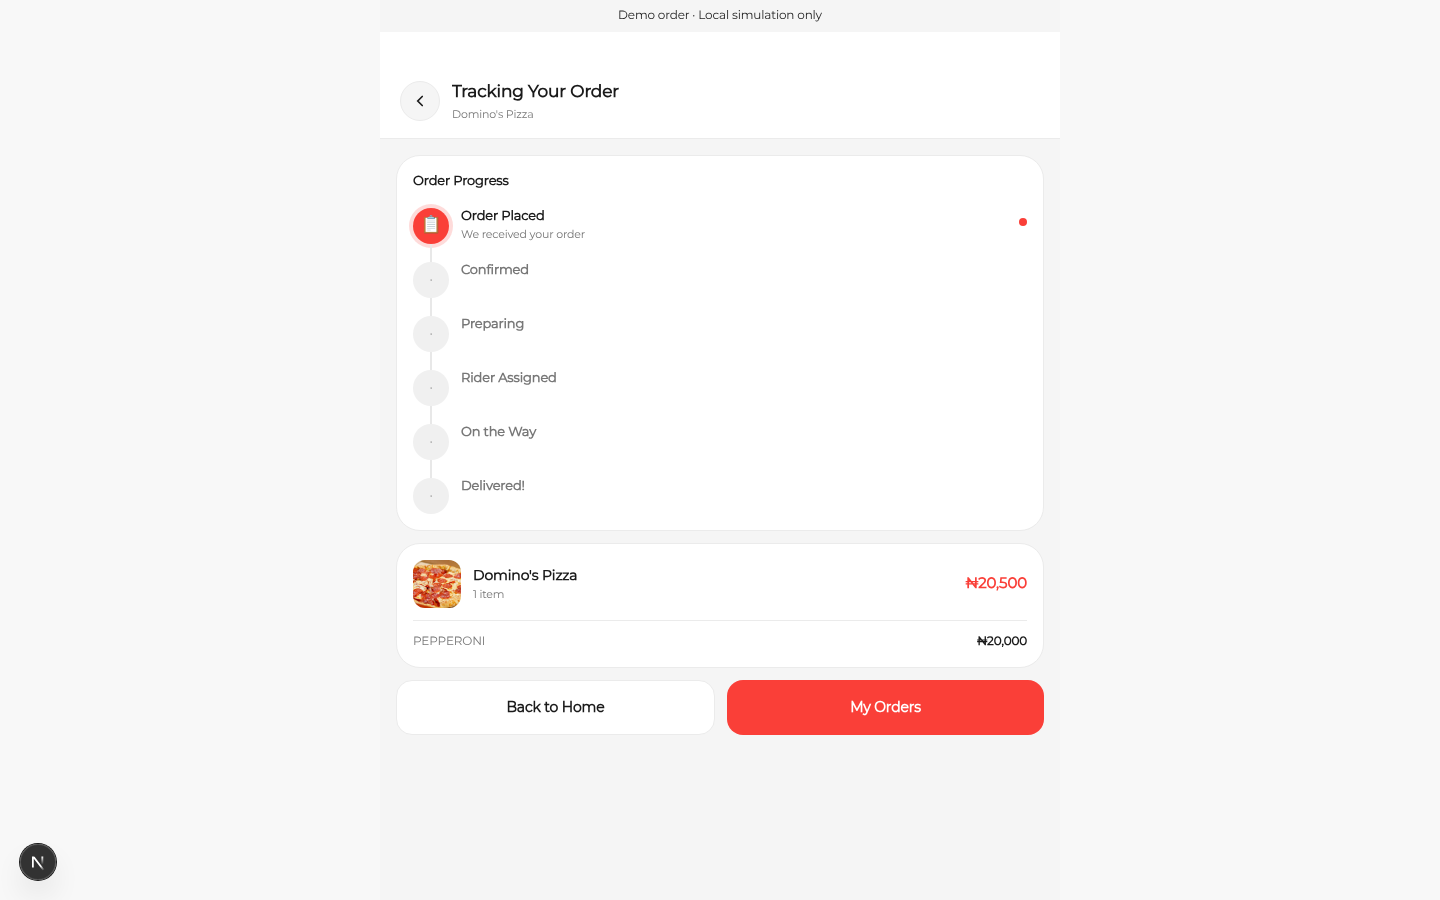 Demo order · Local simulation only
Tracking Your Order
Domino's Pizza
Order Progress
Order Placed
We received your order
Confirmed
Preparing
Rider Assigned
On the Way
Delivered!
Domino's Pizza
1 item
₦20,500
PEPPERONI
₦20,000
Back to Home
My Orders
N